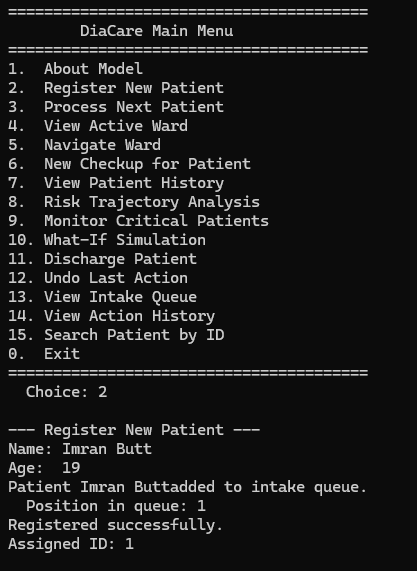 ========================================
        DiaCare Main Menu
========================================
1.  About Model
2.  Register New Patient
3.  Process Next Patient
4.  View Active Ward
5.  Navigate Ward
6.  New Checkup for Patient
7.  View Patient History
8.  Risk Trajectory Analysis
9.  Monitor Critical Patients
10. What-If Simulation
11. Discharge Patient
12. Undo Last Action
13. View Intake Queue
14. View Action History
15. Search Patient by ID
0.  Exit
========================================
  Choice: 2

--- Register New Patient ---
Name: Imran Butt
Age:  19
Patient Imran Buttadded to intake queue.
  Position in queue: 1
Registered successfully.
Assigned ID: 1